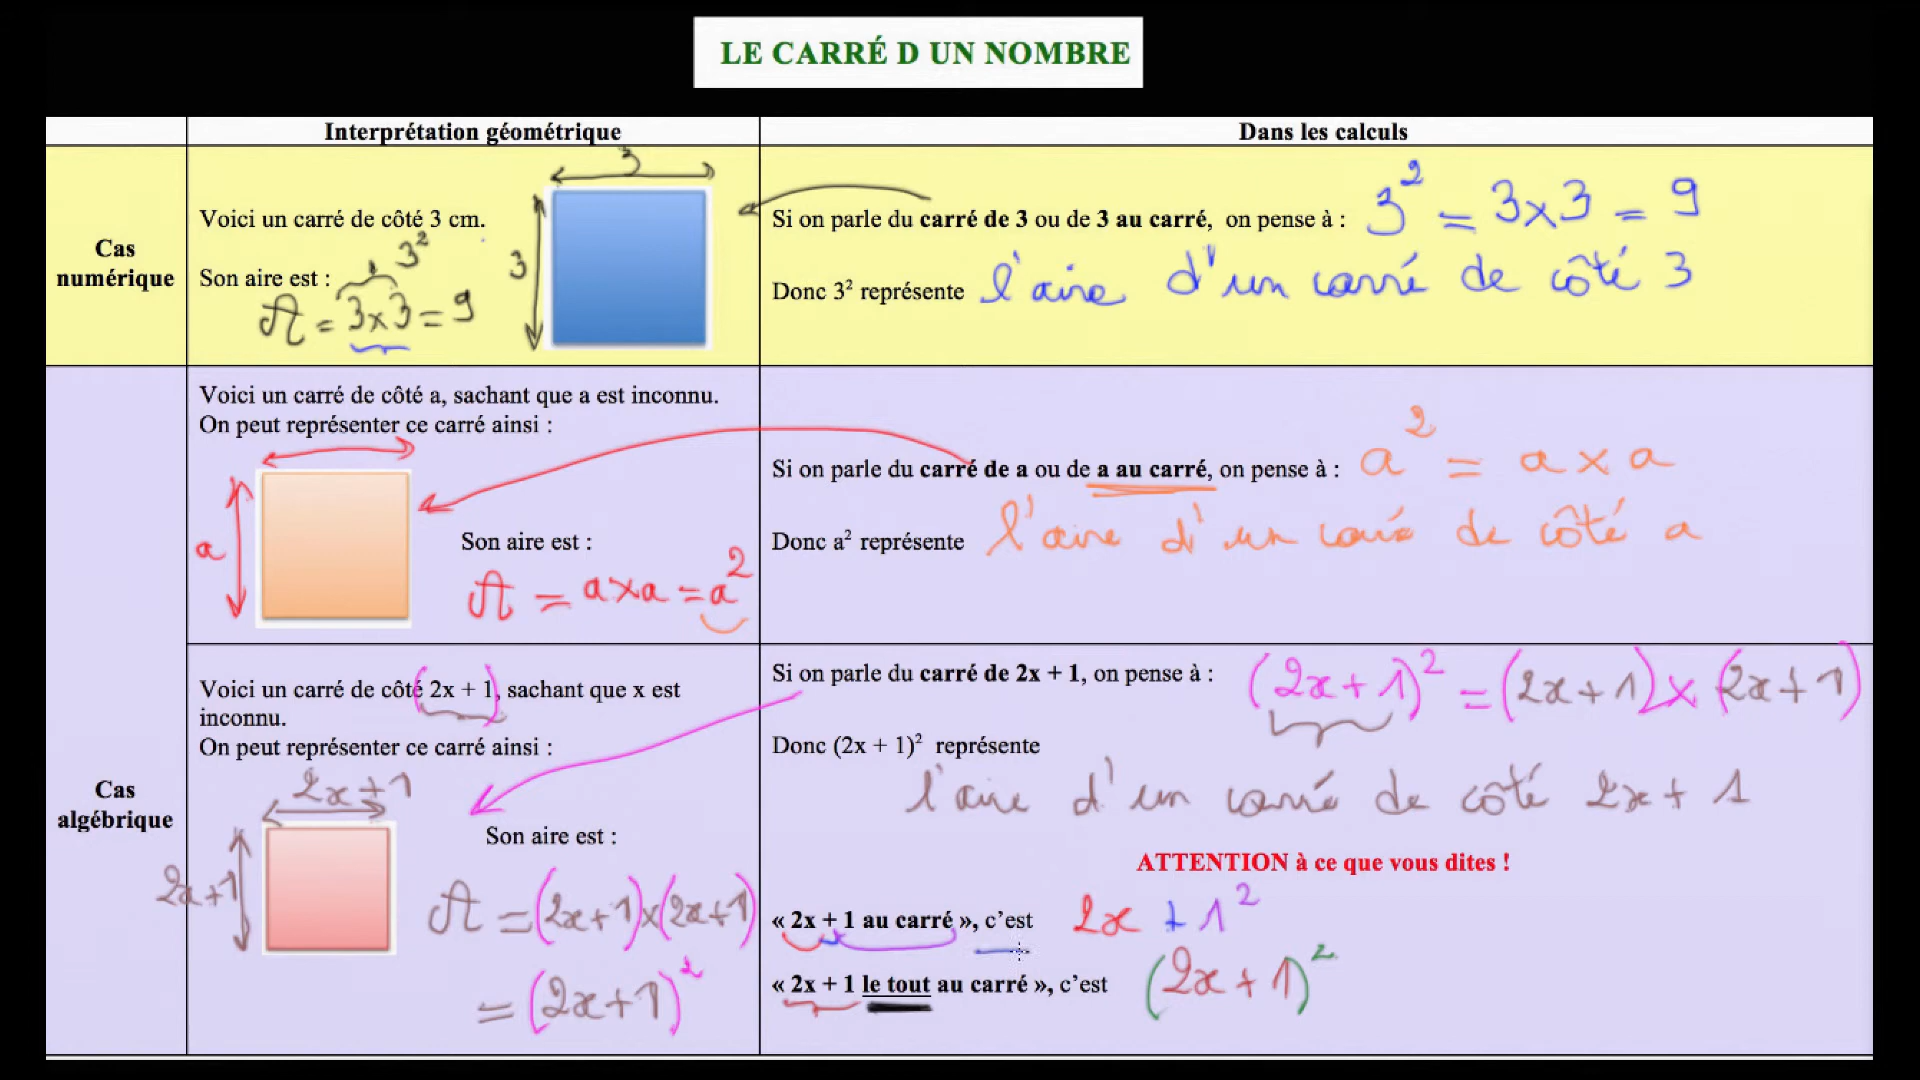 LE CARRÉ D UN NOMBRE
Interprétation géométrique
Dans les calculs
Cas
numérique
Voici un carré de côté 3 cm.
3²
Son aire est :
A = 3x3 = 9
3
3
Si on parle du carré de 3 ou de 3 au carré, on pense à : 3² = 3x3 = 9
Donc 3² représente l'aire d'un carré de côté 3
Cas
algébrique
Voici un carré de côté a, sachant que a est inconnu.
On peut représenter ce carré ainsi :
a
Son aire est :
A = axa = a²
Si on parle du carré de a ou de a au carré, on pense à : a² = a x a
Donc a² représente l'aire d'un carré de côté a
Voici un carré de côté (2x + 1), sachant que x est
inconnu.
On peut représenter ce carré ainsi :
2x+1
2x+1
Son aire est :
A = (2x+1)x(2x+1)
= (2x+1)²
Si on parle du carré de 2x + 1, on pense à : (2x+1)² = (2x+1) x (2x+1)
Donc (2x + 1)² représente
l'aire d'un carré de côté 2x + 1
ATTENTION à ce que vous dites !
« 2x + 1 au carré », c’est 2x + 1²
« 2x + 1 le tout au carré », c’est (2x + 1)²